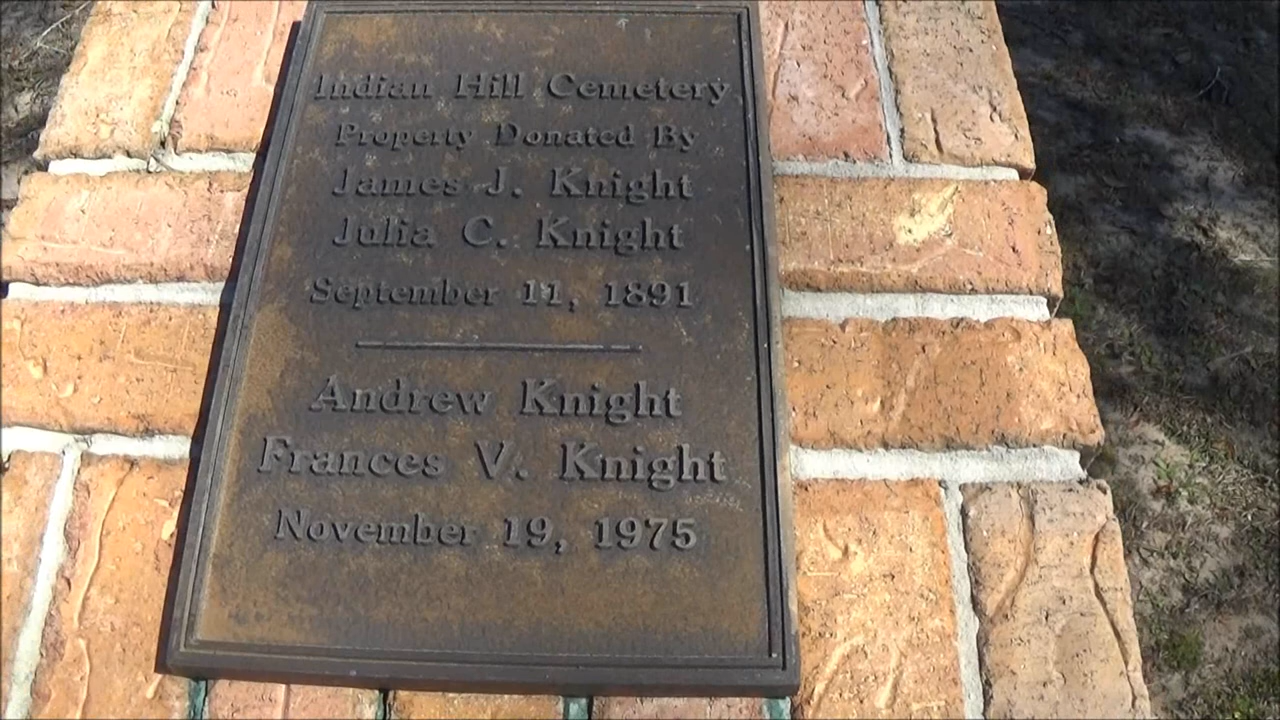 Indian Hill Cemetery
Property Donated By
James J. Knight
Julia C. Knight
September 11, 1891
Andrew Knight
Frances V. Knight
November 19, 1975